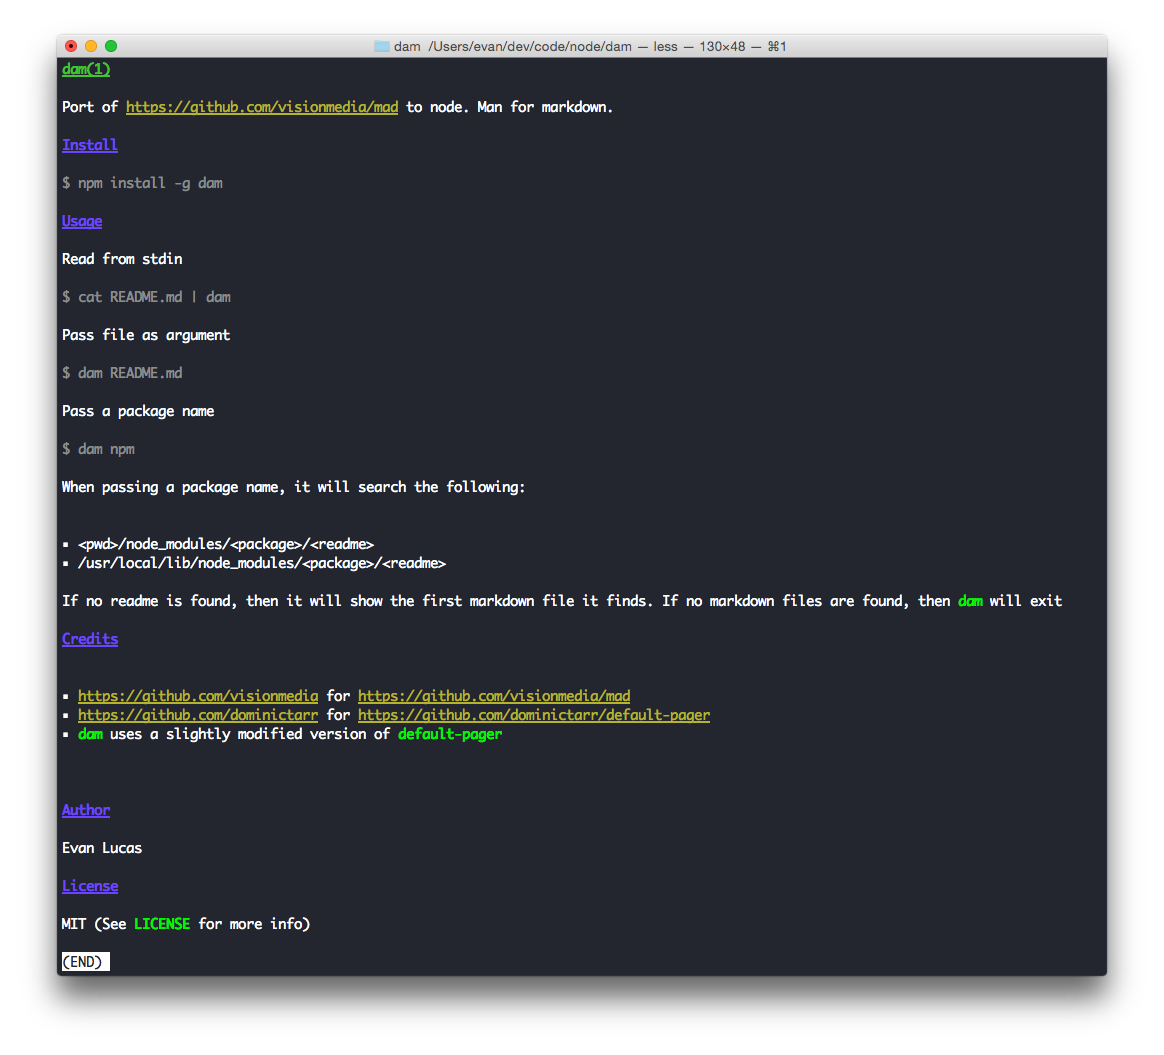 dam  /Users/evan/dev/code/node/dam — less — 130×48 — ⌘1
dam(1)
Port of https://github.com/visionmedia/mad to node. Man for markdown.
Install
$ npm install -g dam
Usage
Read from stdin
$ cat README.md | dam
Pass file as argument
$ dam README.md
Pass a package name
$ dam npm
When passing a package name, it will search the following:
▪ <pwd>/node_modules/<package>/<readme>
▪ /usr/local/lib/node_modules/<package>/<readme>
If no readme is found, then it will show the first markdown file it finds. If no markdown files are found, then dam will exit
Credits
▪ https://github.com/visionmedia for https://github.com/visionmedia/mad
▪ https://github.com/dominictarr for https://github.com/dominictarr/default-pager
▪ dam uses a slightly modified version of default-pager
Author
Evan Lucas
License
MIT (See LICENSE for more info)
(END)